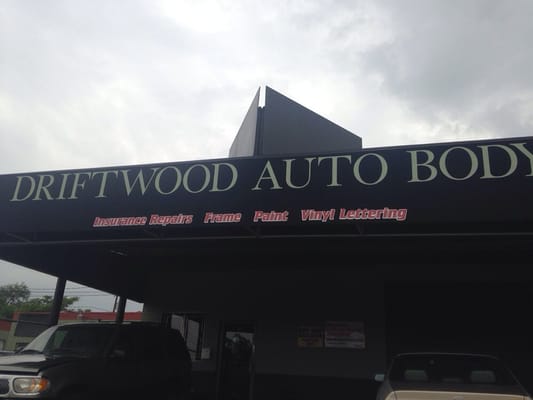 DRIFTWOOD AUTO BODY
Insurance Repairs Frame Paint Vinyl Lettering